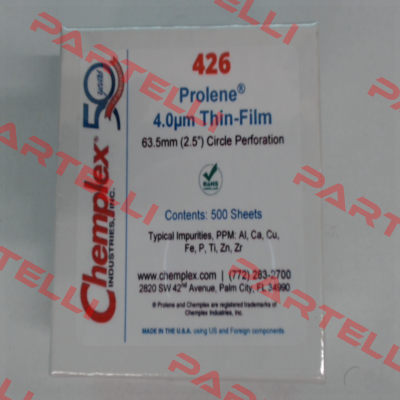 426
Prolene®
4.0µm Thin-Film
63.5mm (2.5") Circle Perforation
50 years
Chemplex®
INDUSTRIES, INC.
RoHS
Contents: 500 Sheets
Typical Impurities, PPM: Al, Ca, Cu,
Fe, P, Ti, Zn, Zr
www.chemplex.com | (772) 283-2700
2820 SW 42nd Avenue, Palm City, FL 34990
® Prolene and Chemplex are registered trademarks of
Chemplex Industries, Inc.
MADE IN THE U.S.A. using US and Foreign components
PARTELLI
PARTELLI
PARTELLI
PARTELLI
PARTELLI